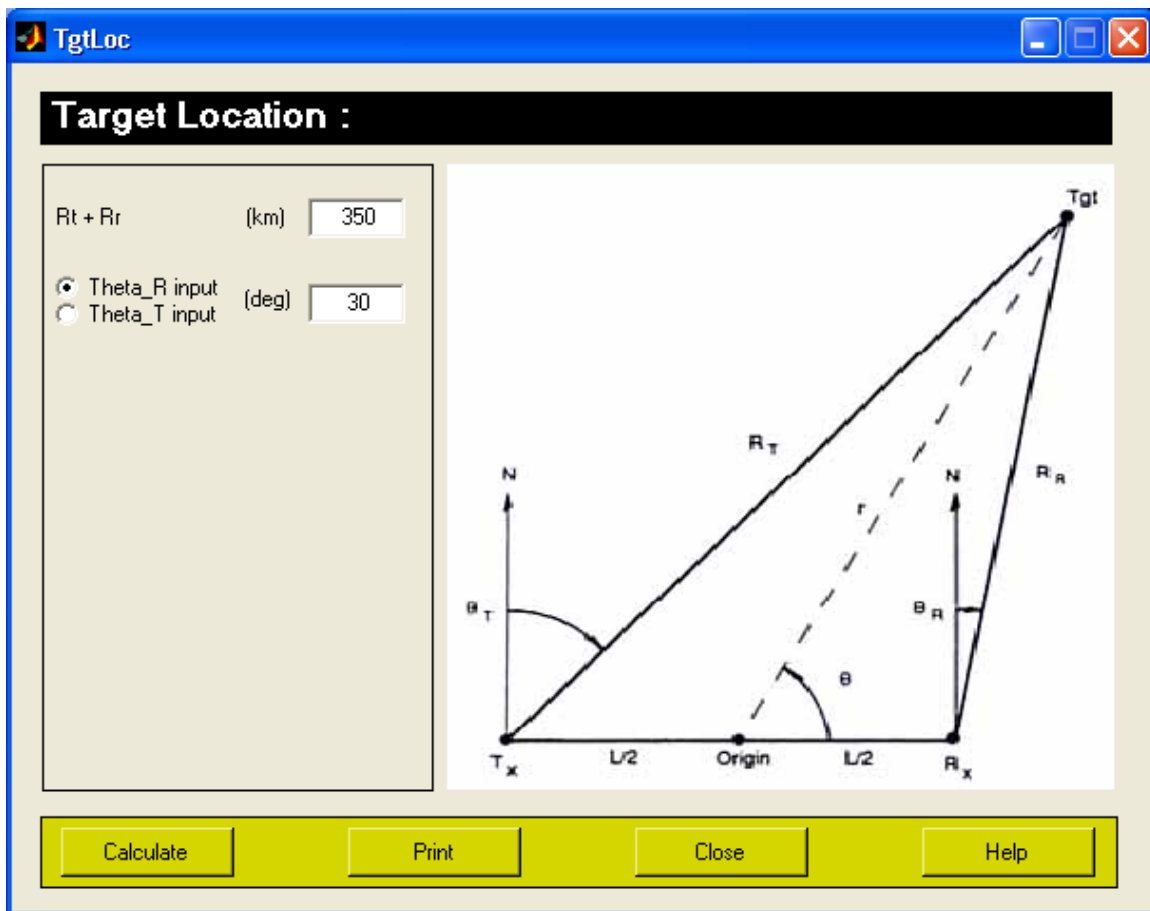 TgtLoc
Target Location :
Rt + Rr (km) 350
Theta_R input
(deg) 30
Theta_T input
Tgt
R T
N
N
R R
r
θ T
θ R
θ
T x
L/2
Origin
L/2
R x
Calculate
Print
Close
Help